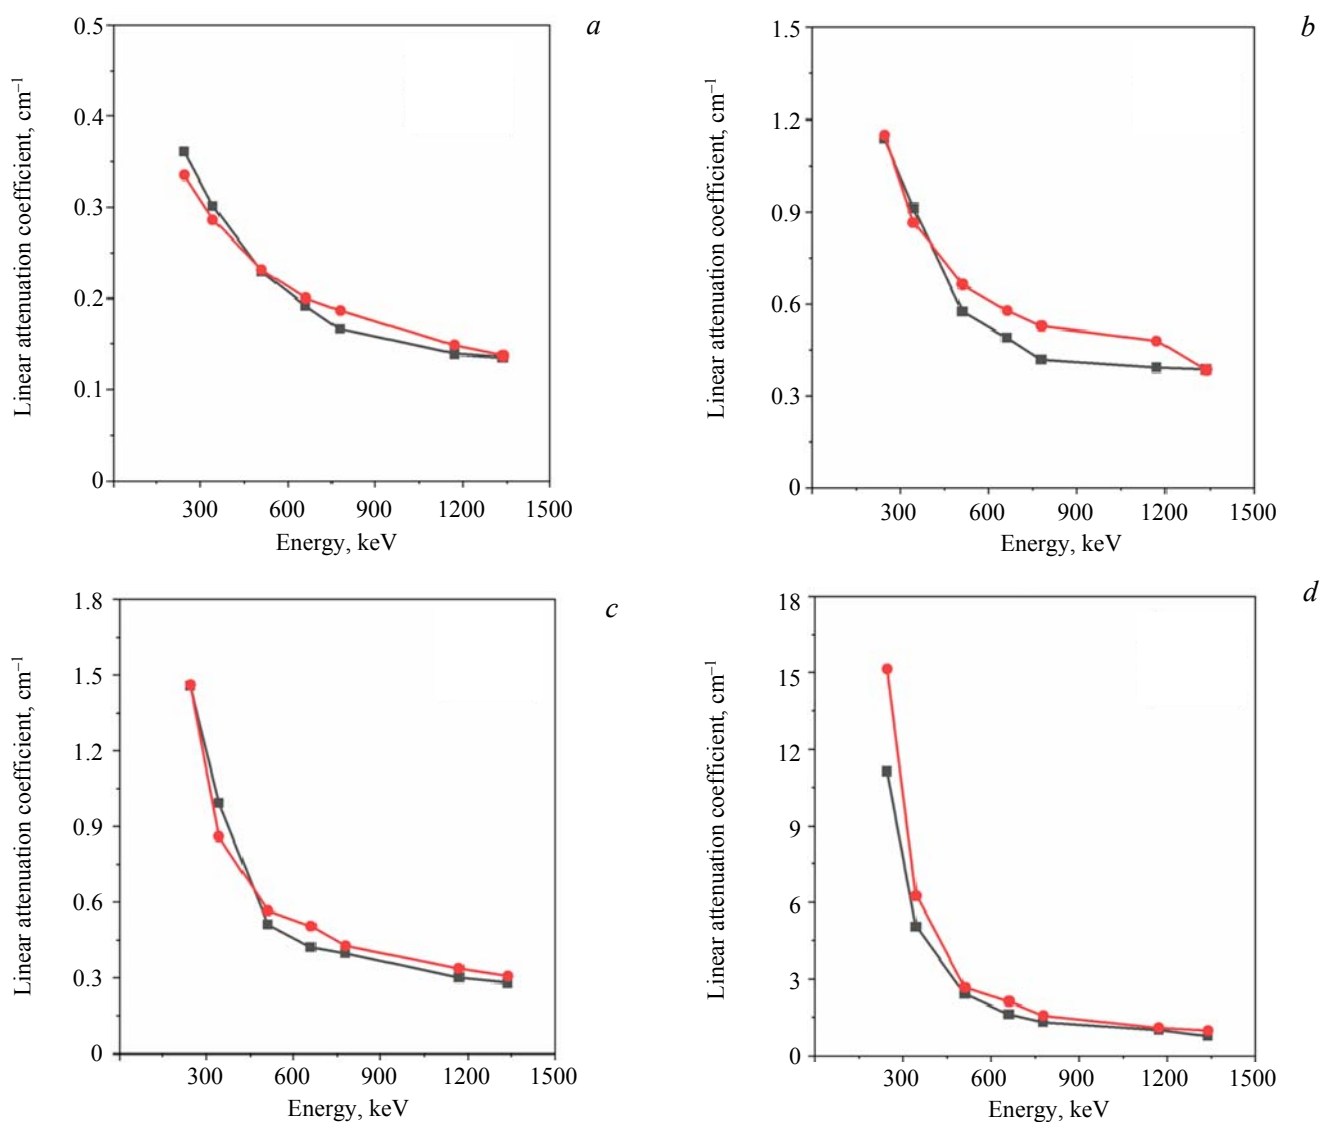 a
0.5
0.4
0.3
0.2
0.1
0
Linear attenuation coefficient, cm⁻¹
300 600 900 1200 1500
Energy, keV
b
1.5
1.2
0.9
0.6
0.3
0
Linear attenuation coefficient, cm⁻¹
300 600 900 1200 1500
Energy, keV
c
1.8
1.5
1.2
0.9
0.6
0.3
0
Linear attenuation coefficient, cm⁻¹
300 600 900 1200 1500
Energy, keV
d
18
15
12
9
6
3
0
Linear attenuation coefficient, cm⁻¹
300 600 900 1200 1500
Energy, keV